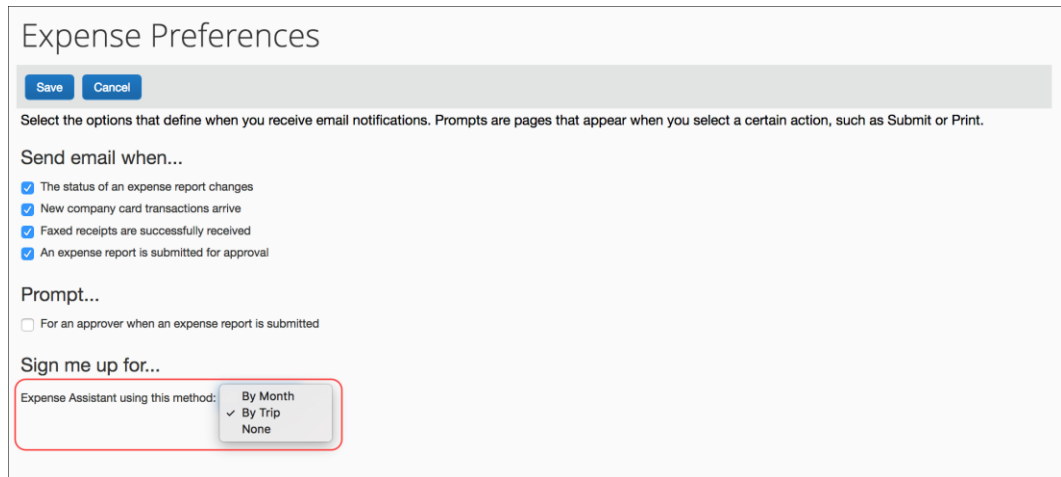 Expense Preferences
Save Cancel
Select the options that define when you receive email notifications. Prompts are pages that appear when you select a certain action, such as Submit or Print.
Send email when...
The status of an expense report changes
New company card transactions arrive
Faxed receipts are successfully received
An expense report is submitted for approval
Prompt...
For an approver when an expense report is submitted
Sign me up for...
Expense Assistant using this method:
By Month
By Trip
None